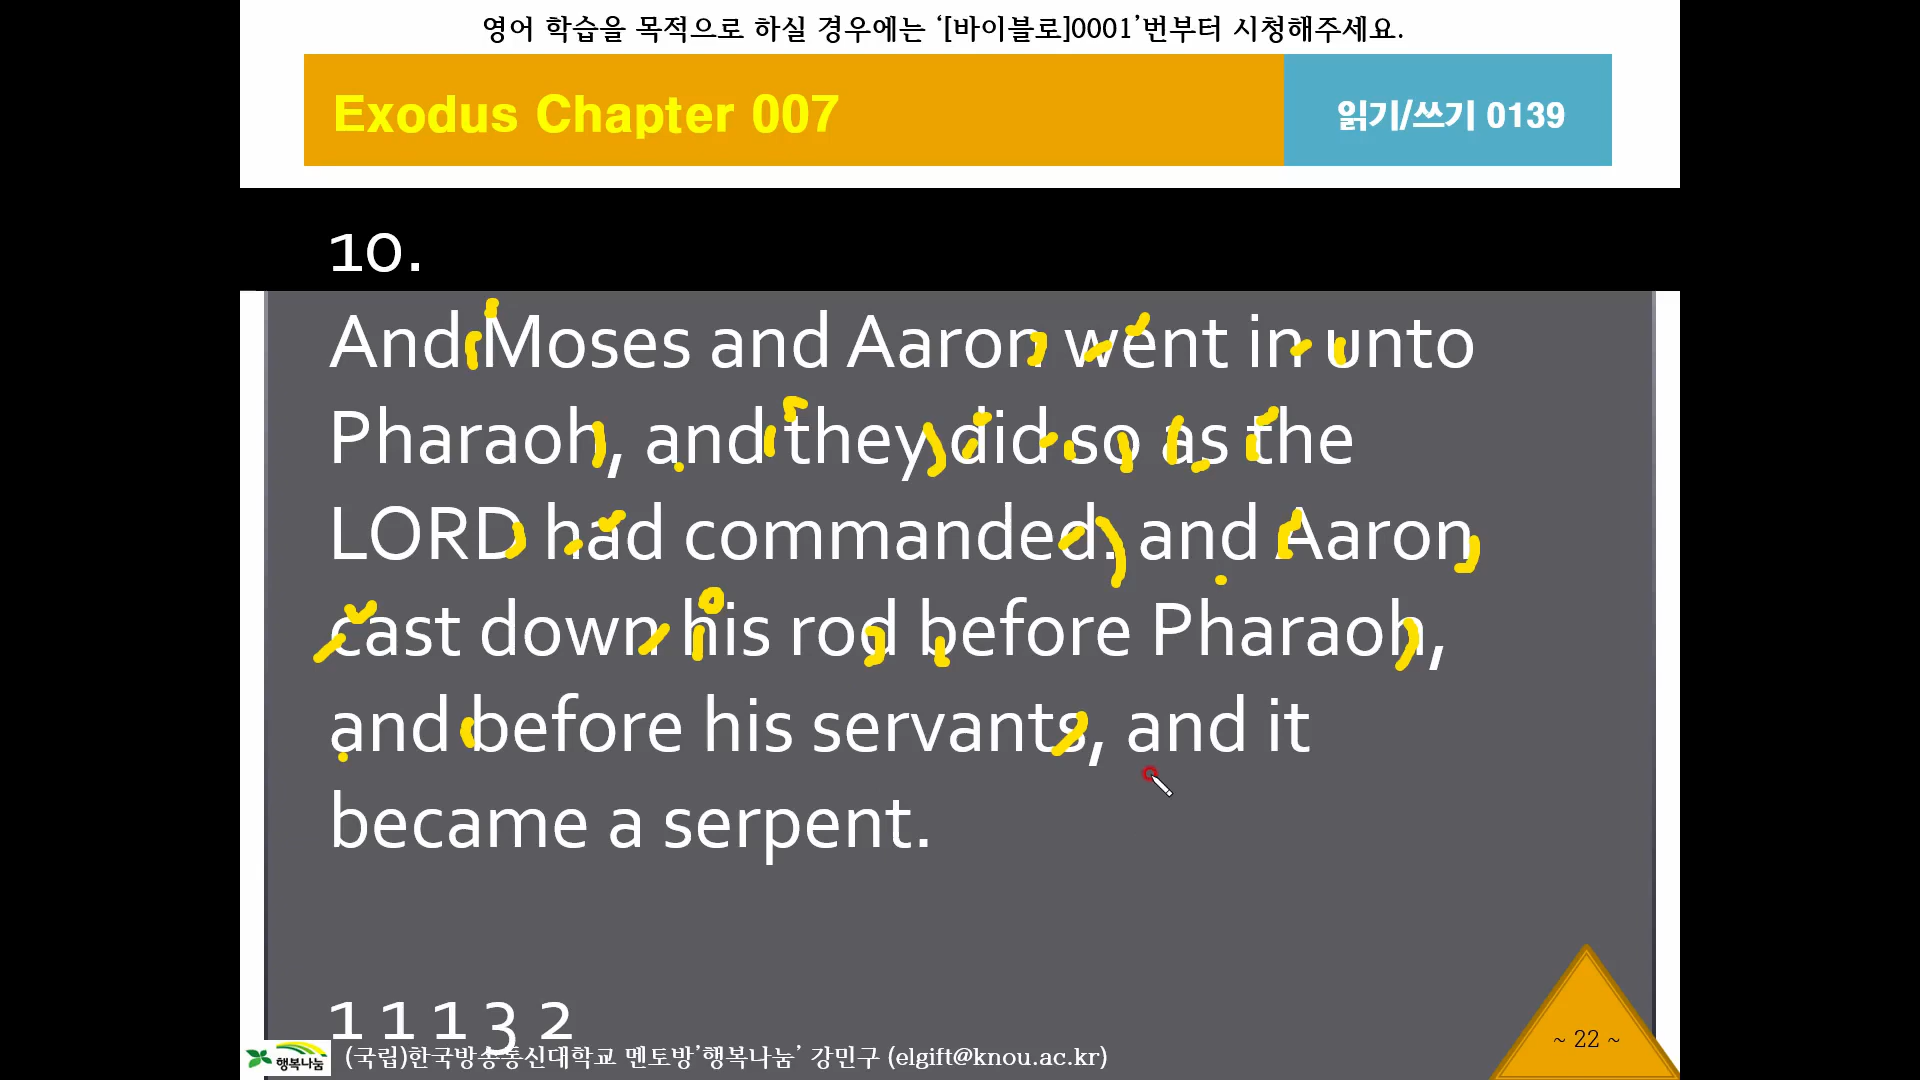 영어 학습을 목적으로 하실 경우에는 ‘[바이블로]0001’번부터 시청해주세요.
Exodus Chapter 007
읽기/쓰기 0139
10.
And Moses and Aaron went in unto
Pharaoh, and they did so as the
LORD had commanded: and Aaron
cast down his rod before Pharaoh,
and before his servants, and it
became a serpent.
1 1 1 3 2
행복나눔
(국립)한국방송통신대학교 멘토방’행복나눔’ 강민구 (elgift@knou.ac.kr)
~ 22 ~